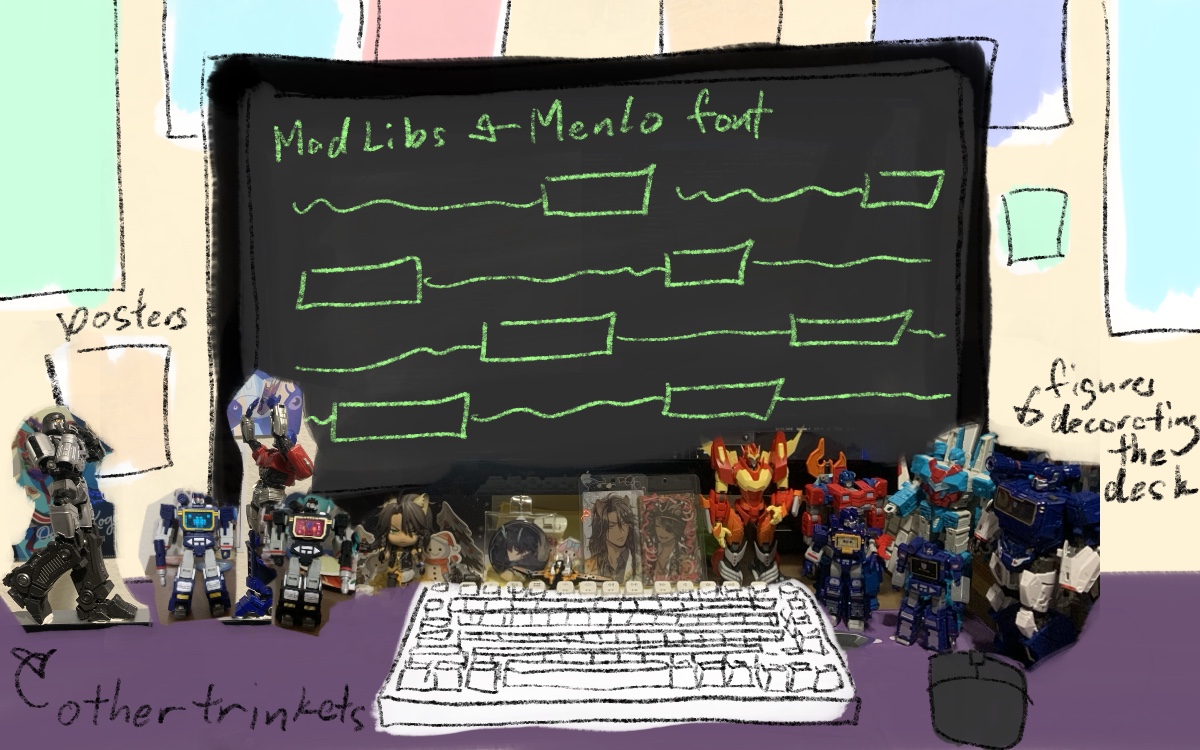 Mad Libs ← Menlo font
posters
figures
decorating
the
desk
other trinkets